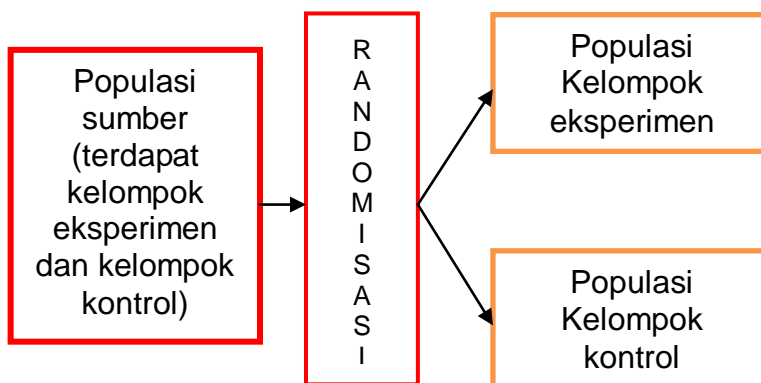 Populasi
sumber
(terdapat
kelompok
eksperimen
dan kelompok
kontrol)
R
A
N
D
O
M
I
S
A
S
I
Populasi
Kelompok
eksperimen
Populasi
Kelompok
kontrol